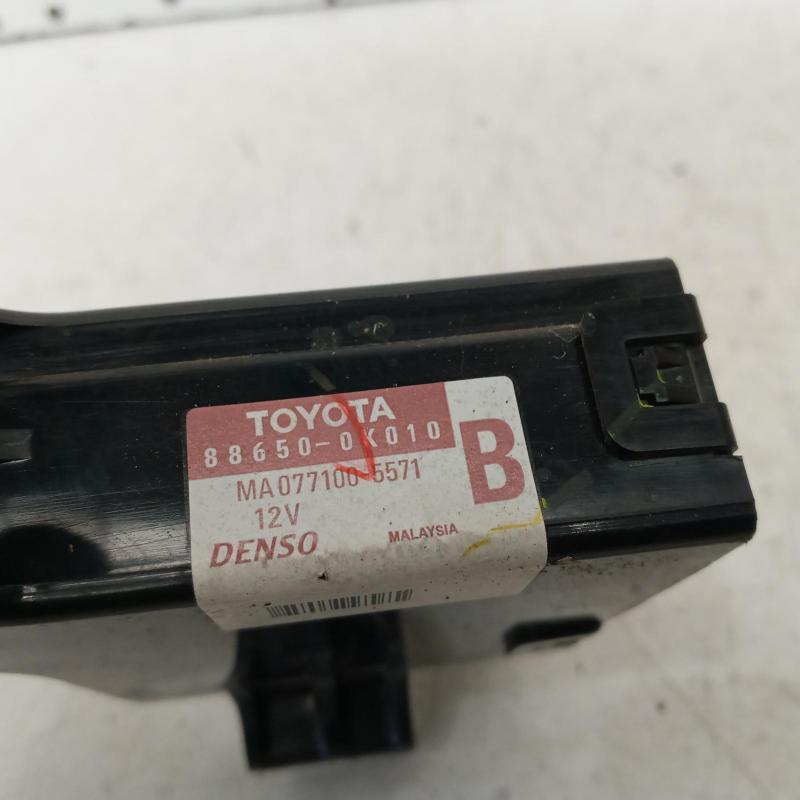 TOYOTA
88650-0K010
B
MA077100-5571
12V
DENSO
MALAYSIA